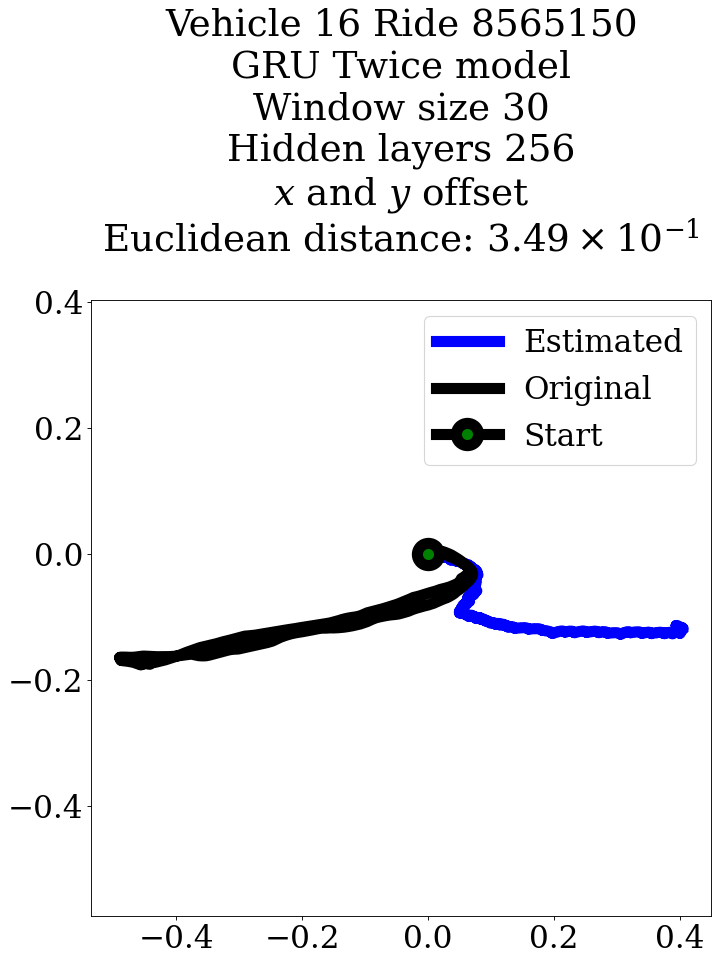 Vehicle 16 Ride 8565150
GRU Twice model
Window size 30
Hidden layers 256
x and y offset
Euclidean distance: 3.49 × 10⁻¹
0.4
0.2
0.0
−0.2
−0.4
Estimated
Original
Start
−0.4 −0.2 0.0 0.2 0.4